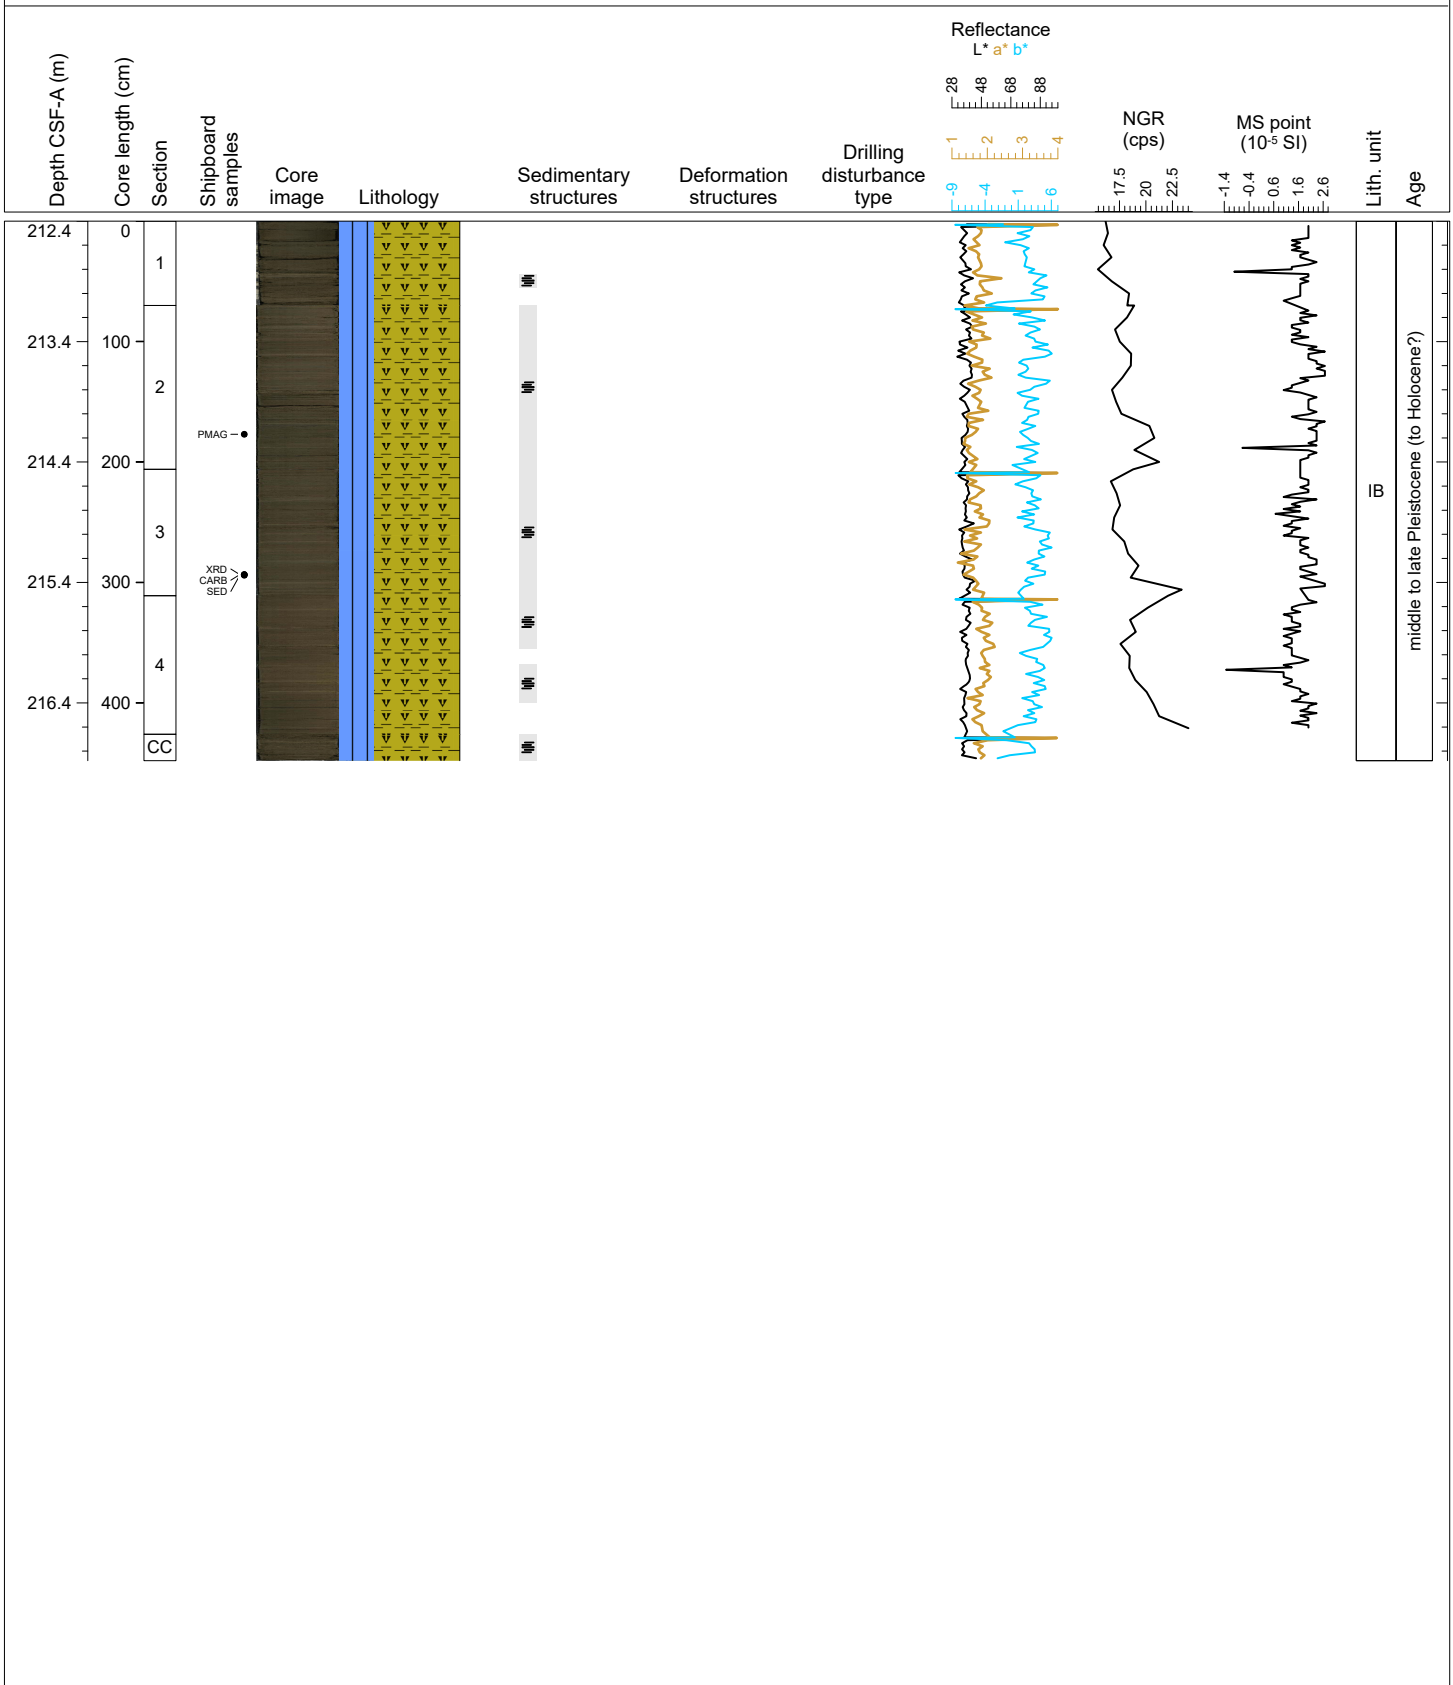 Depth CSF-A (m)
Core length (cm)
Section
Shipboard
samples
Core
image
Lithology
Sedimentary
structures
Deformation
structures
Drilling
disturbance
type
Reflectance
L* a* b*
28 48 68 88
1 2 3 4
-9 -4 1 6
NGR
(cps)
17.5 20 22.5
MS point
(10-5 SI)
-1.4 -0.4 0.6 1.6 2.6
Lith. unit
Age
212.4
213.4
214.4
215.4
216.4
0
100
200
300
400
1
2
3
4
CC
PMAG
XRD
CARB
SED
IB
middle to late Pleistocene (to Holocene?)